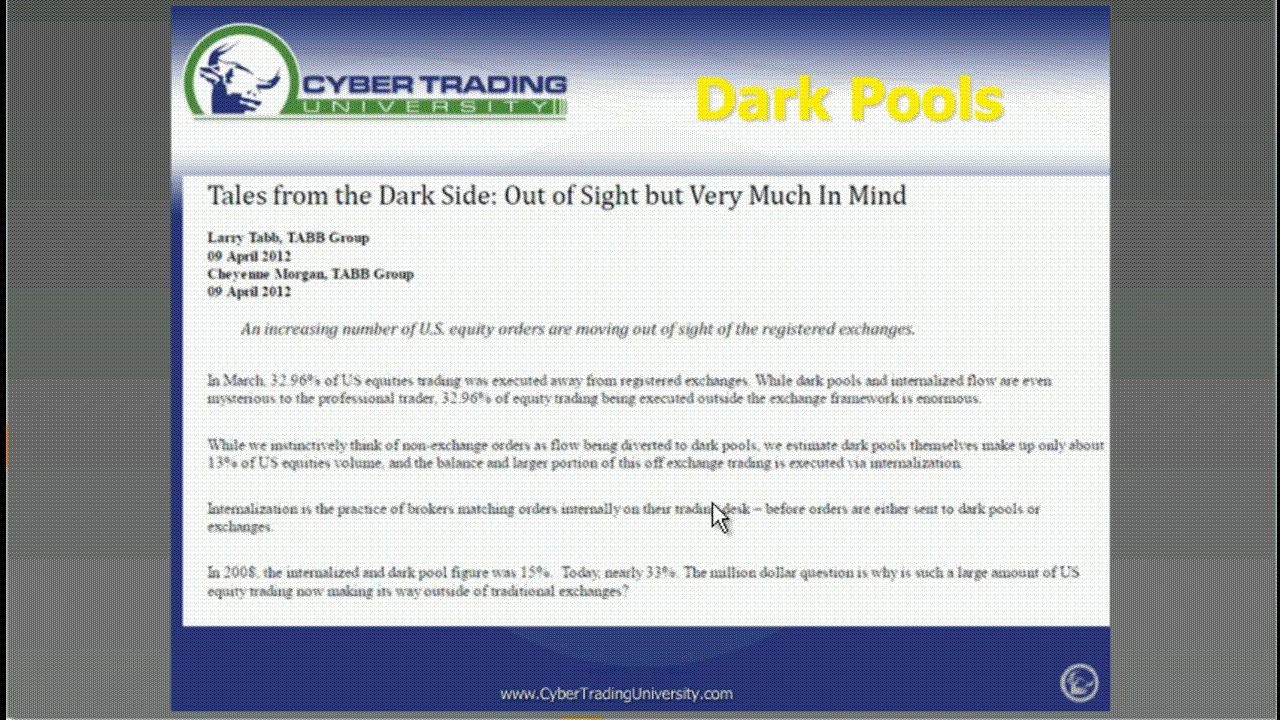 CYBER TRADING
UNIVERSITY
Dark Pools
Tales from the Dark Side: Out of Sight but Very Much In Mind
Larry Tabb, TABB Group
09 April 2012
Cheyenne Morgan, TABB Group
09 April 2012
An increasing number of U.S. equity orders are moving out of sight of the registered exchanges.
In March, 32.96% of US equities trading was executed away from registered exchanges. While dark pools and internalized flow are even
mysterious to the professional trader, 32.96% of equity trading being executed outside the exchange framework is enormous.
While we instinctively think of non-exchange orders as flow being diverted to dark pools, we estimate dark pools themselves make up only about
13% of US equities volume, and the balance and larger portion of this off exchange trading is executed via internalization.
Internalization is the practice of brokers matching orders internally on their trading desk – before orders are either sent to dark pools or
exchanges.
In 2008, the internalized and dark pool figure was 15%. Today, nearly 33%. The million dollar question is why is such a large amount of US
equity trading now making its way outside of traditional exchanges?
www.CyberTradingUniversity.com